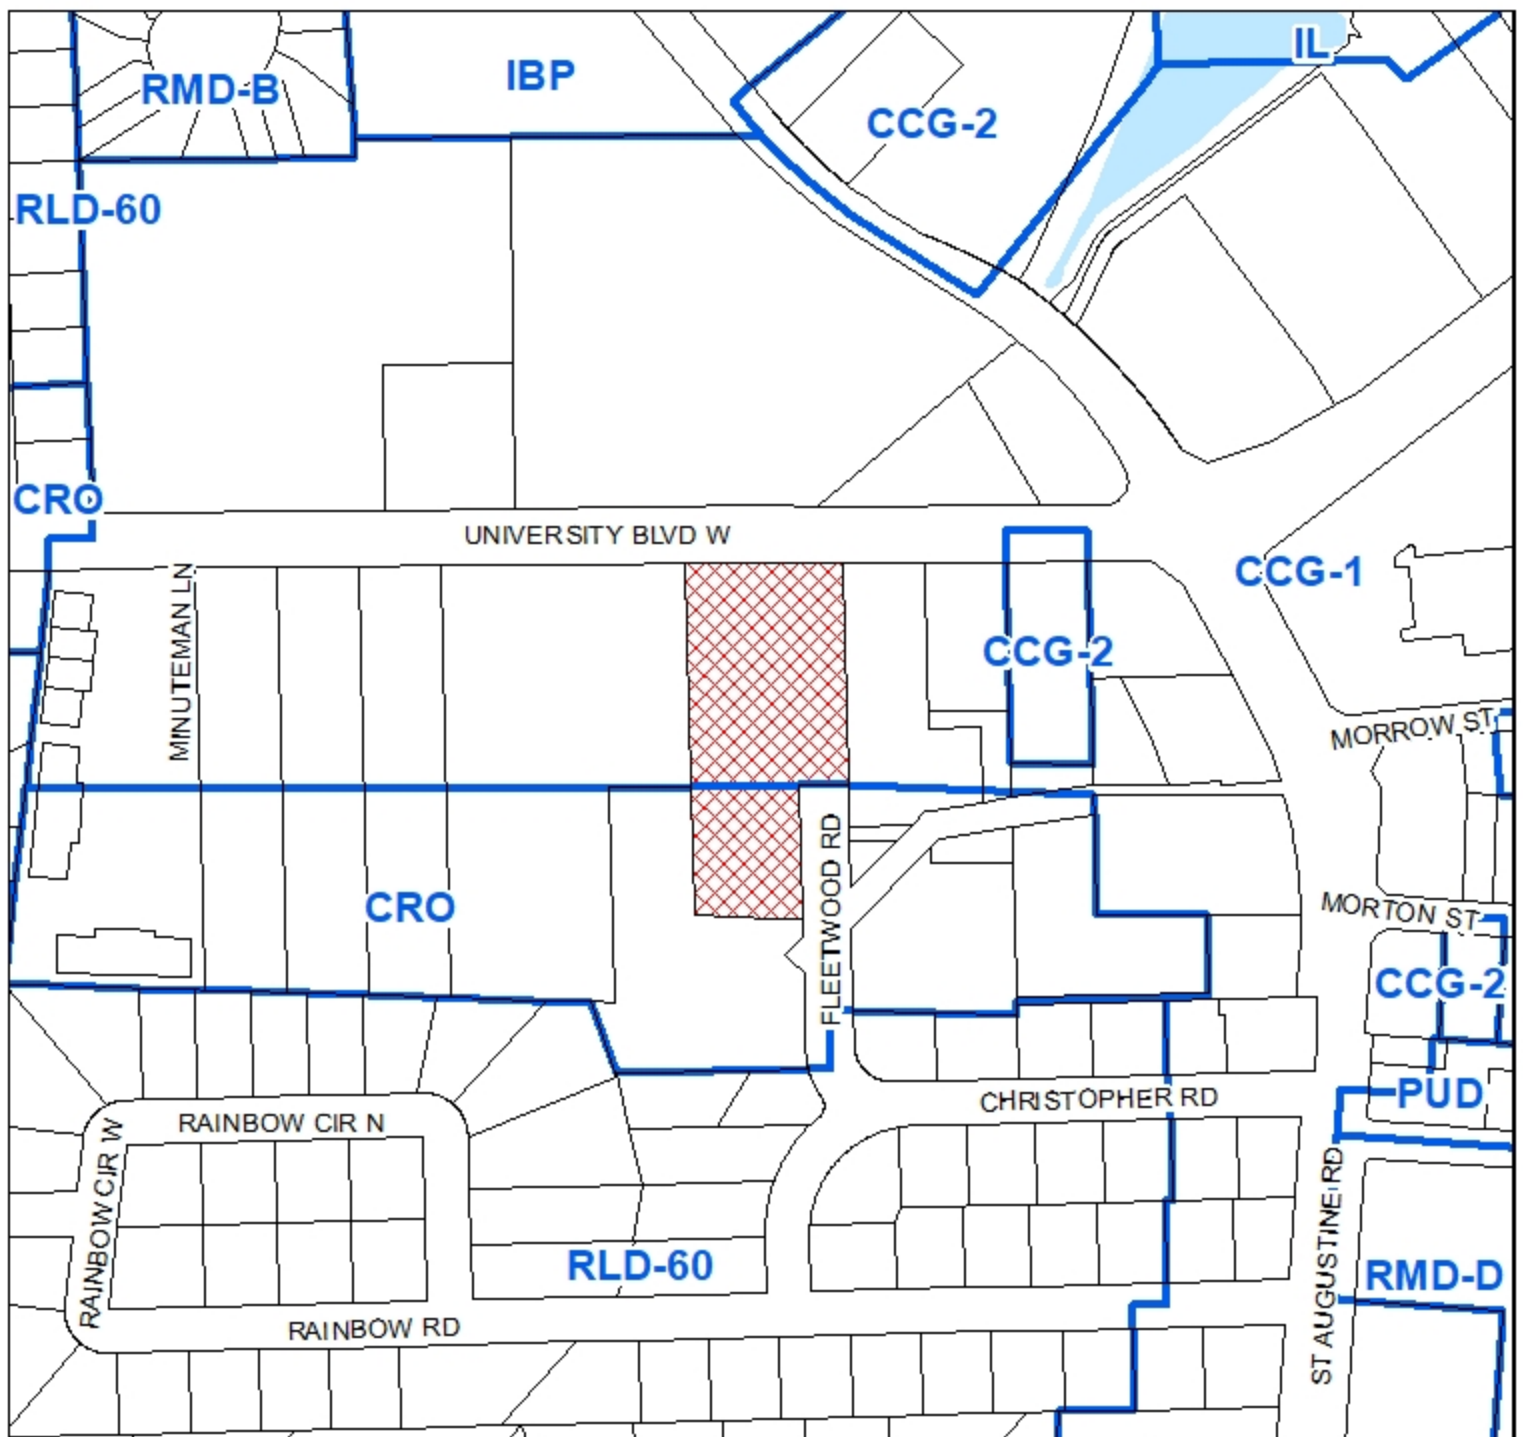 IL
IBP
RMD-B
CCG-2
RLD-60
CRO
UNIVERSITY BLVD W
CCG-1
MINUTEMAN LN
CCG-2
MORROW ST
CRO
FLEETWOOD RD
MORTON ST
CCG-2
PUD
CHRISTOPHER RD
RAINBOW CIR N
RAINBOW CIR W
RLD-60
ST AUGUSTINE RD
RMD-D
RAINBOW RD